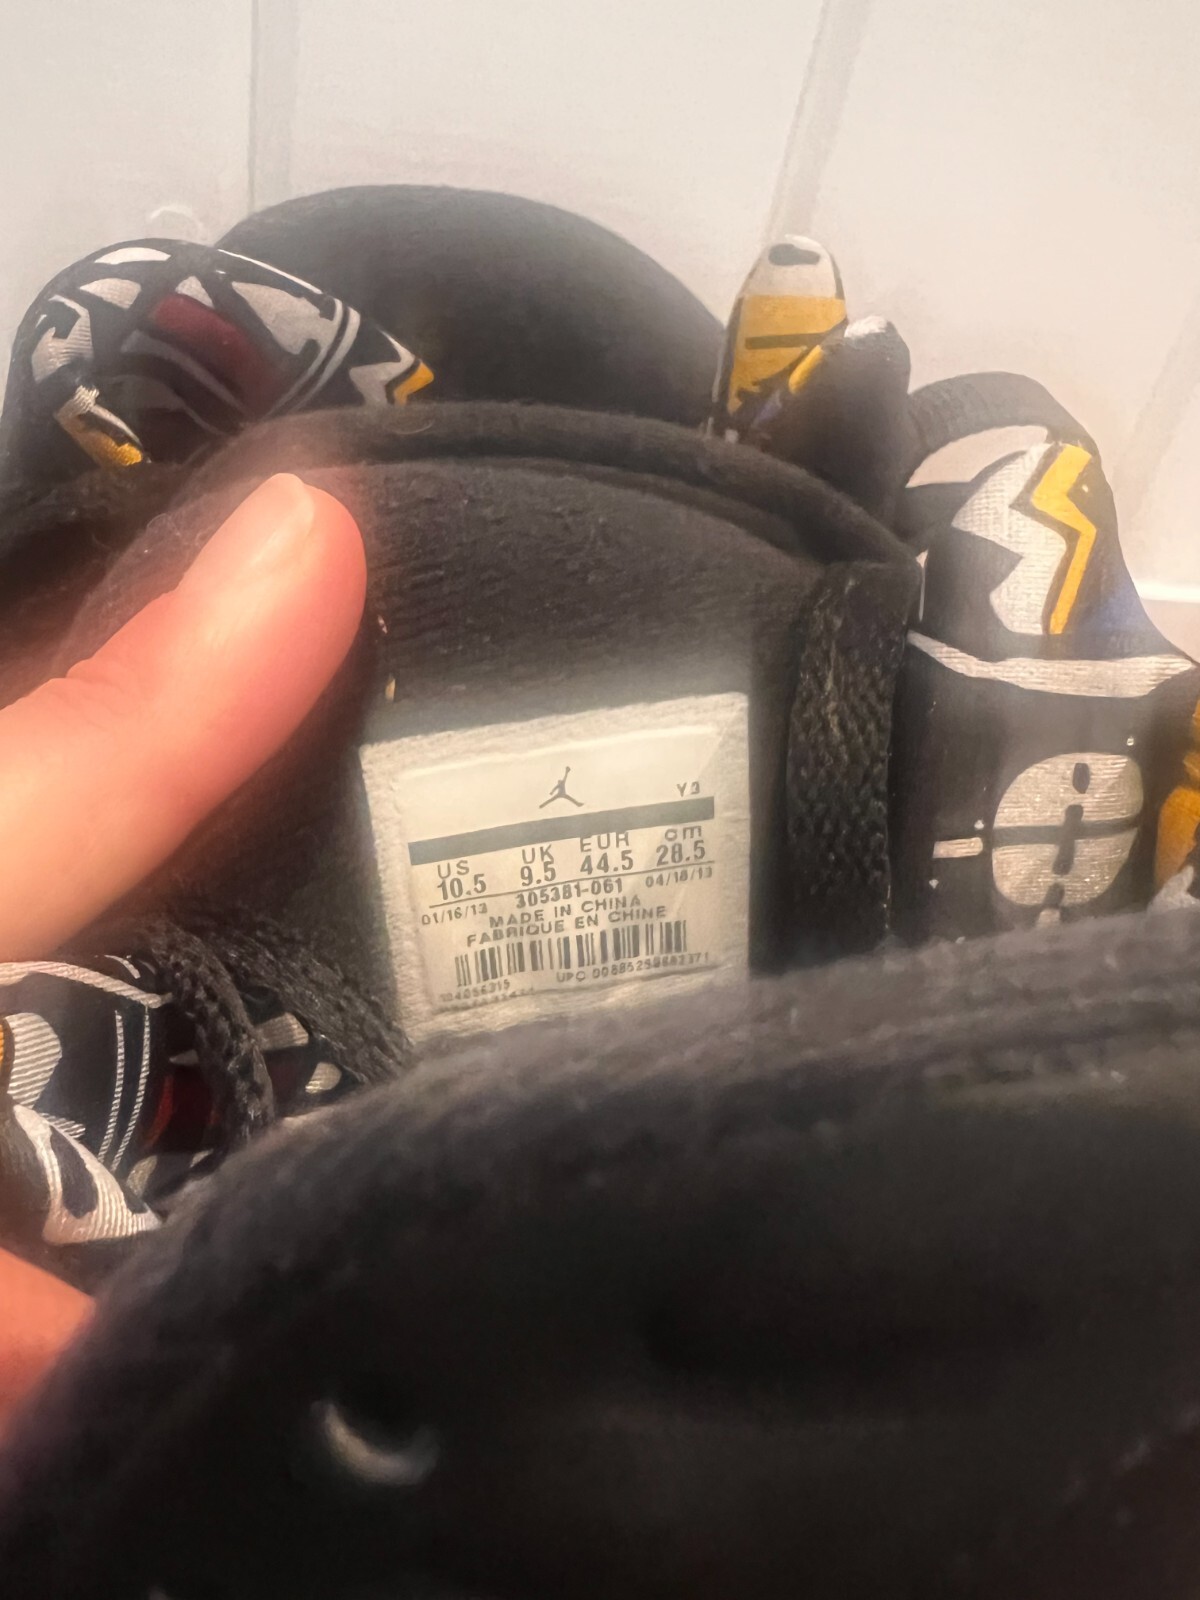 Y3
US UK EUR cm
10.5 9.5 44.5 28.5
01/16/13 305381-061 04/18/13
MADE IN CHINA
FABRIQUE EN CHINE
UPC